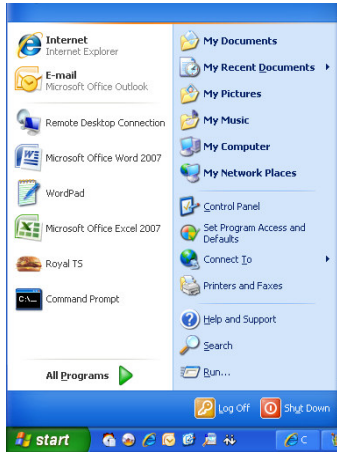 Internet
Internet Explorer
E-mail
Microsoft Office Outlook
Remote Desktop Connection
Microsoft Office Word 2007
WordPad
Microsoft Office Excel 2007
Royal TS
C:\_
Command Prompt
All Programs
My Documents
My Recent Documents
My Pictures
My Music
My Computer
My Network Places
Control Panel
Set Program Access and
Defaults
Connect To
Printers and Faxes
Help and Support
Search
Run...
Log Off
Shut Down
start
C